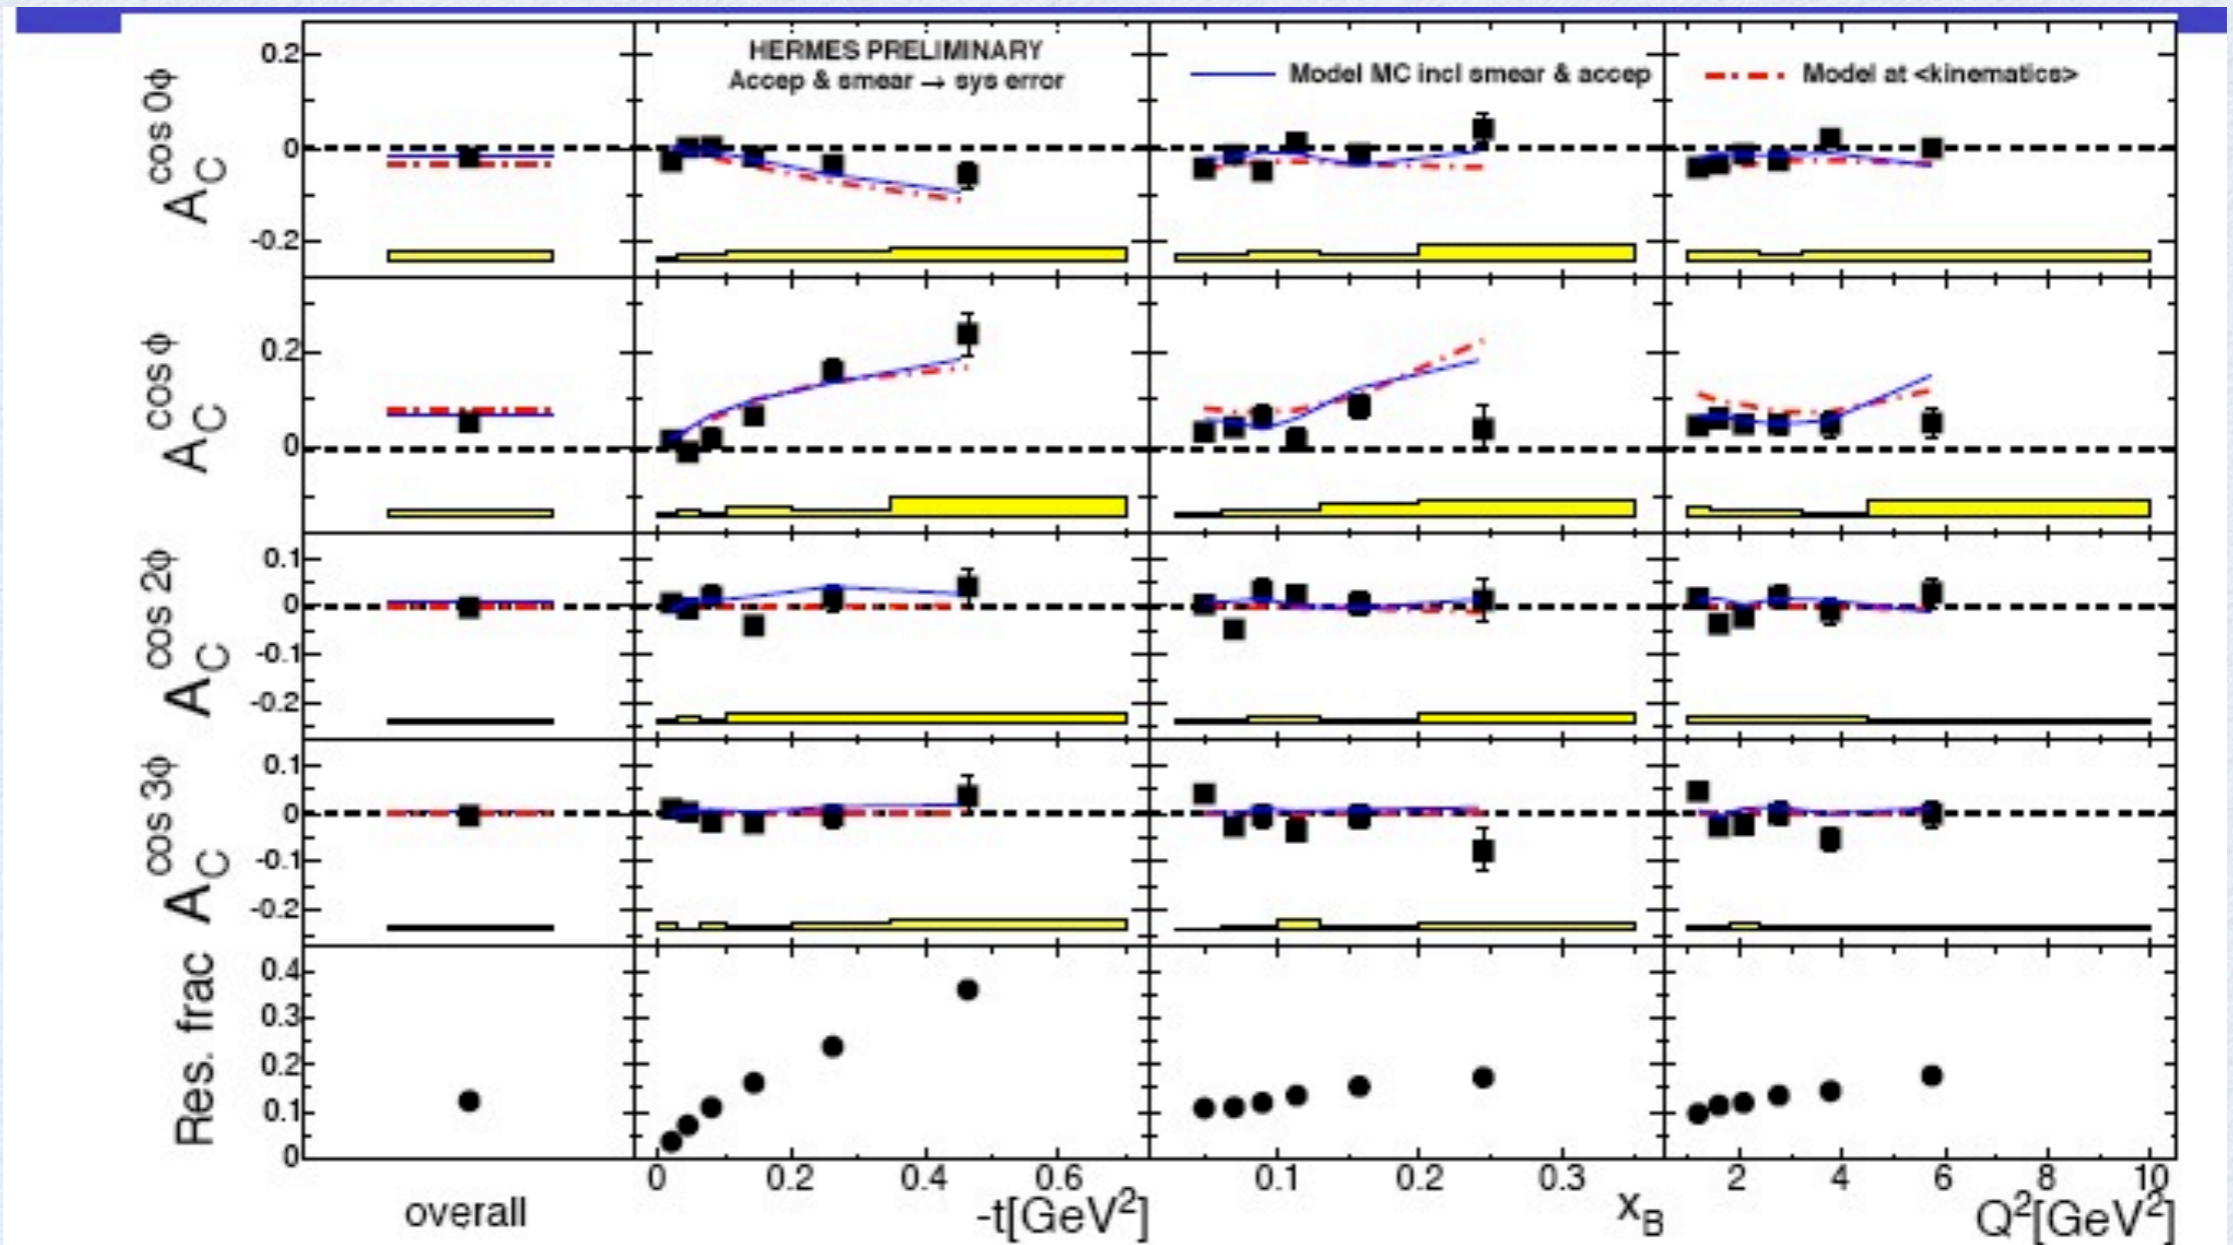 HERMES PRELIMINARY
Accep & smear → sys error
Model MC incl smear & accep
Model at <kinematics>
A_C^{cos 0ϕ}
0.2
0
-0.2
A_C^{cos ϕ}
0.2
0
A_C^{cos 2ϕ}
0.1
0
-0.1
-0.2
A_C^{cos 3ϕ}
0.1
0
-0.1
-0.2
Res. frac
0.4
0.3
0.2
0.1
0
0 0.2 0.4 0.6
0.1 0.2 0.3
2 4 6 8 10
overall
-t[GeV²]
x_B
Q²[GeV²]